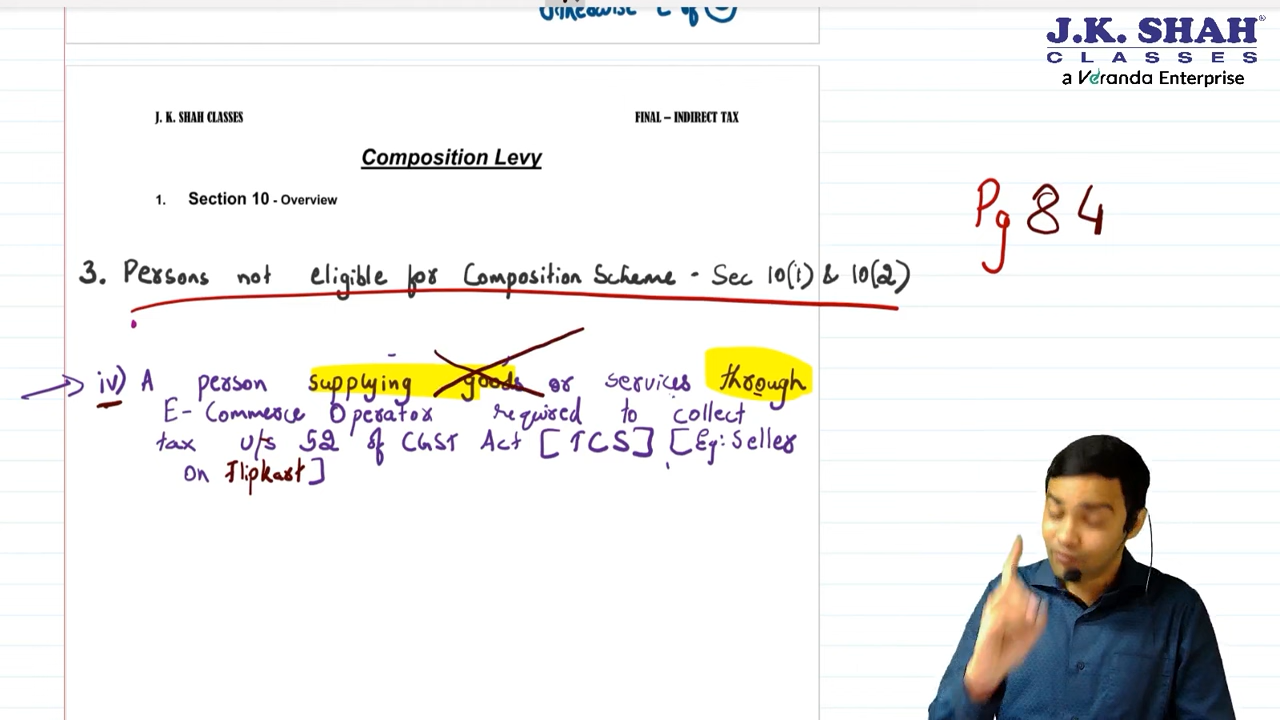 J.K. SHAH®
CLASSES
a Veranda Enterprise
J. K. SHAH CLASSES FINAL – INDIRECT TAX
Composition Levy
1. Section 10 - Overview
Pg 84
3. Persons not eligible for Composition Scheme - Sec 10(1) & 10(2)
iv) A person supplying goods or services through
E-Commerce Operator required to collect
tax u/s 52 of CGST Act [TCS] [Eg: Seller
on Flipkart]